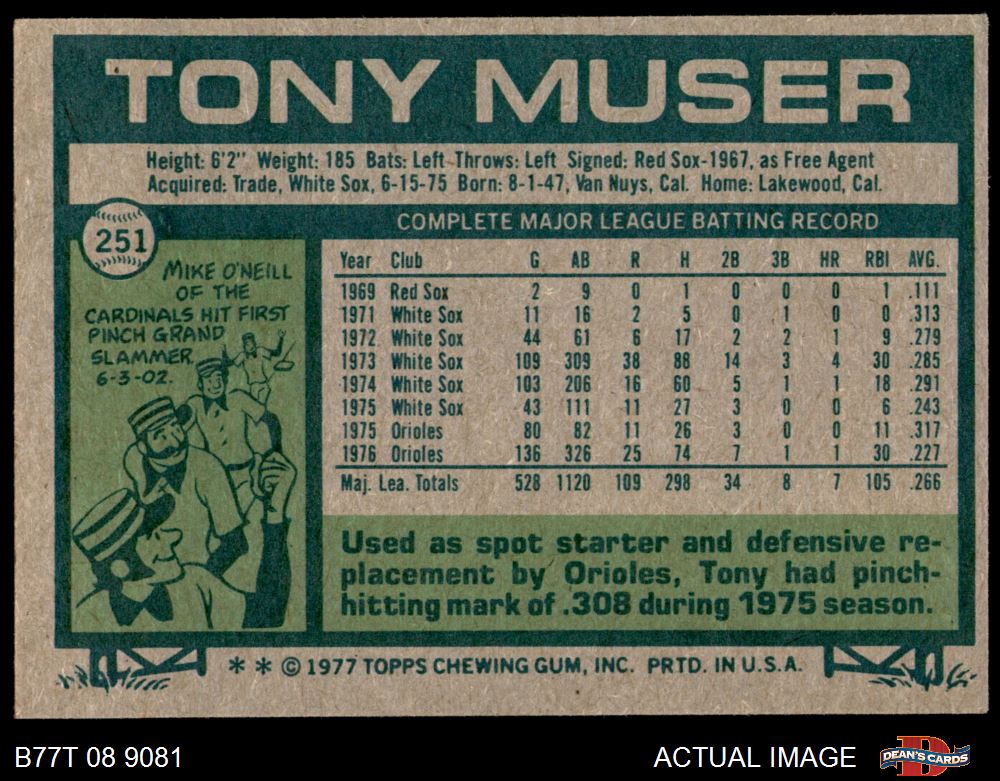 TONY MUSER
Height: 6'2" Weight: 185 Bats: Left Throws: Left Signed: Red Sox-1967, as Free Agent
Acquired: Trade, White Sox, 6-15-75 Born: 8-1-47, Van Nuys, Cal. Home: Lakewood, Cal.
251
MIKE O'NEILL
OF THE
CARDINALS HIT FIRST
PINCH GRAND
SLAMMER
6-3-02.
COMPLETE MAJOR LEAGUE BATTING RECORD
Year Club G AB R H 2B 3B HR RBI AVG.
1969 Red Sox 2 9 0 1 0 0 0 1 .111
1971 White Sox 11 16 2 5 0 1 0 0 .313
1972 White Sox 44 61 6 17 2 2 1 9 .279
1973 White Sox 109 309 38 88 14 3 4 30 .285
1974 White Sox 103 206 16 60 5 1 1 18 .291
1975 White Sox 43 111 11 27 3 0 0 6 .243
1975 Orioles 80 82 11 26 3 0 0 11 .317
1976 Orioles 136 326 25 74 7 1 1 30 .227
Maj. Lea. Totals 528 1120 109 298 34 8 7 105 .266
Used as spot starter and defensive re-
placement by Orioles, Tony had pinch-
hitting mark of .308 during 1975 season.
** © 1977 TOPPS CHEWING GUM, INC. PRTD. IN U.S.A.
B77T 08 9081 ACTUAL IMAGE
DEAN'S CARDS